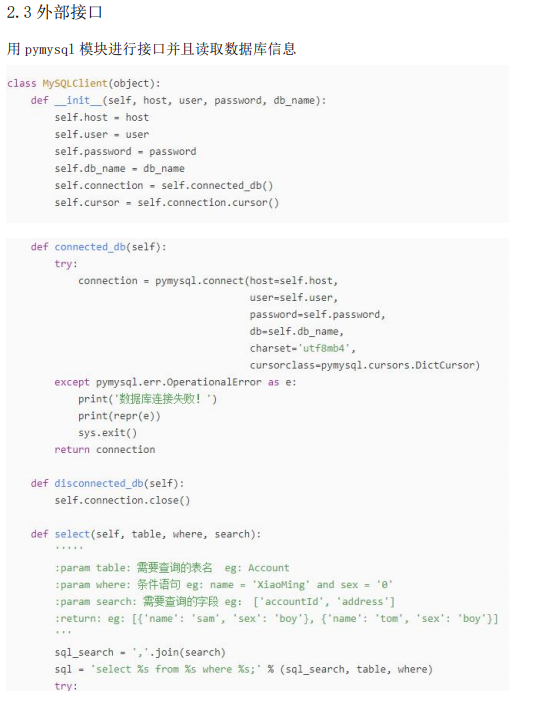 2.3 外部接口
用 pymysql 模块进行接口并且读取数据库信息
class MySQLClient(object):
    def __init__(self, host, user, password, db_name):
        self.host = host
        self.user = user
        self.password = password
        self.db_name = db_name
        self.connection = self.connected_db()
        self.cursor = self.connection.cursor()
    def connected_db(self):
        try:
            connection = pymysql.connect(host=self.host,
                                         user=self.user,
                                         password=self.password,
                                         db=self.db_name,
                                         charset='utf8mb4',
                                         cursorclass=pymysql.cursors.DictCursor)
        except pymysql.err.OperationalError as e:
            print('数据库连接失败！')
            print(repr(e))
            sys.exit()
        return connection
    def disconnected_db(self):
        self.connection.close()
    def select(self, table, where, search):
        '''''
        :param table: 需要查询的表名  eg: Account
        :param where: 条件语句 eg: name = 'XiaoMing' and sex = '0'
        :param search: 需要查询的字段 eg： ['accountId', 'address']
        :return: eg: [{'name': 'sam', 'sex': 'boy'}, {'name': 'tom', 'sex': 'boy'}]
        '''
        sql_search = ','.join(search)
        sql = 'select %s from %s where %s;' % (sql_search, table, where)
        try: